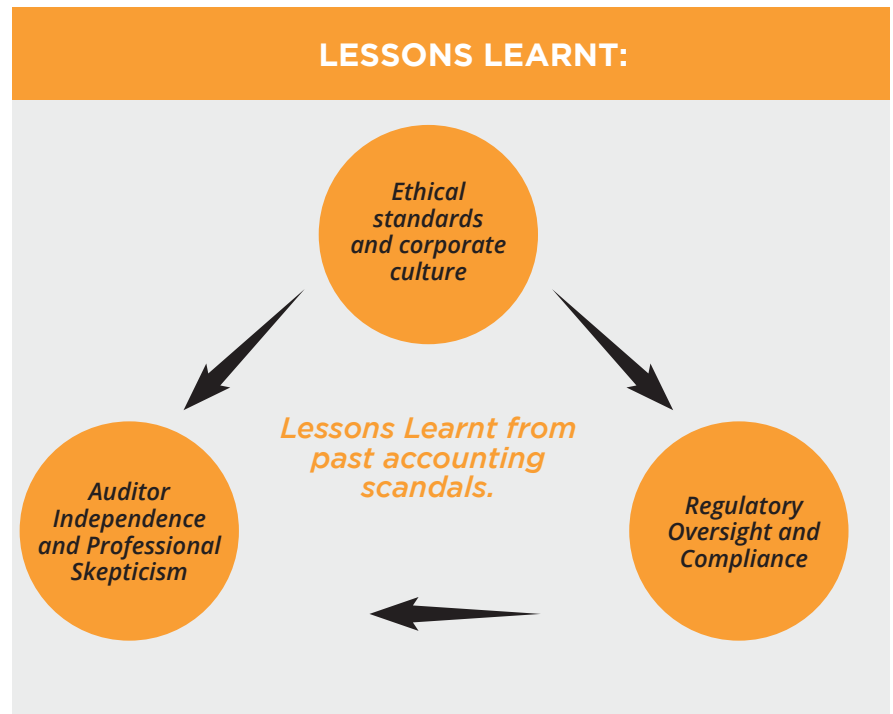 LESSONS LEARNT:
Ethical
standards
and corporate
culture
Lessons Learnt from
past accounting
scandals.
Auditor
Independence
and Professional
Skepticism
Regulatory
Oversight and
Compliance